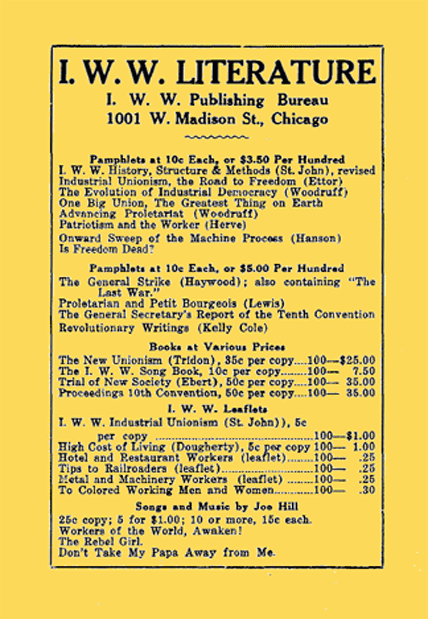 I. W. W. LITERATURE
I. W. W. Publishing Bureau
1001 W. Madison St., Chicago
Pamphlets at 10c Each, or $3.50 Per Hundred
I. W. W. History, Structure & Methods (St. John), revised
Industrial Unionism, the Road to Freedom (Ettor)
The Evolution of Industrial Democracy (Woodruff)
One Big Union, The Greatest Thing on Earth
Advancing Proletariat (Woodruff)
Patriotism and the Worker (Herve)
Onward Sweep of the Machine Process (Hanson)
Is Freedom Dead?
Pamphlets at 10c Each, or $5.00 Per Hundred
The General Strike (Haywood); also containing "The
Last War."
Proletarian and Petit Bourgeois (Lewis)
The General Secretary's Report of the Tenth Convention
Revolutionary Writings (Kelly Cole)
Books at Various Prices
The New Unionism (Tridon), 35c per copy....100—$25.00
The I. W. W. Song Book, 10c per copy........100— 7.50
Trial of New Society (Ebert), 50c per copy....100— 35.00
Proceedings 10th Convention, 50c per copy....100— 35.00
I. W. W. Leaflets
I. W. W. Industrial Unionism (St. John)), 5c
per copy ....................................100—$1.00
High Cost of Living (Dougherty), 5c per copy 100— 1.00
Hotel and Restaurant Workers (leaflet)......100— .25
Tips to Railroaders (leaflet)......................100— .25
Metal and Machinery Workers (leaflet) ......100— .25
To Colored Working Men and Women..........100— .30
Songs and Music by Joe Hill
25c copy; 5 for $1.00; 10 or more, 15c each.
Workers of the World, Awaken!
The Rebel Girl.
Don't Take My Papa Away from Me.